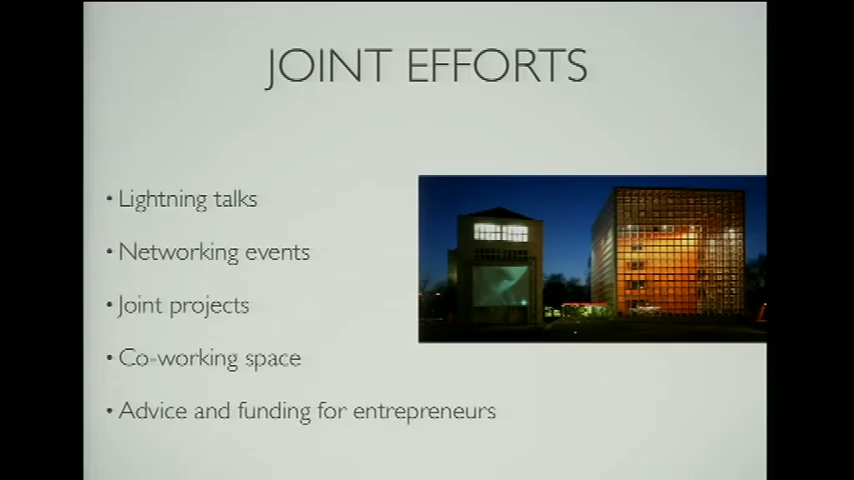 JOINT EFFORTS
• Lightning talks
• Networking events
• Joint projects
• Co-working space
• Advice and funding for entrepreneurs